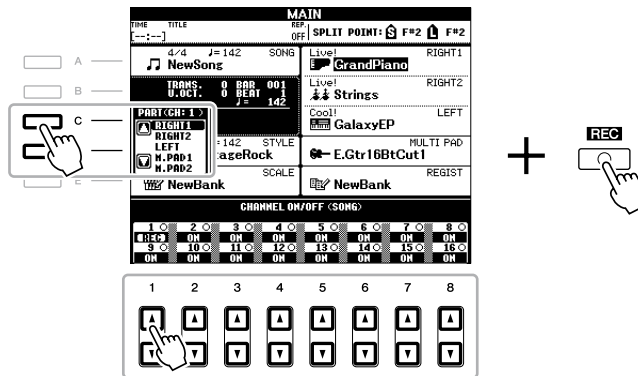 MAIN
TIME TITLE REP.
[--:--] OFF SPLIT POINT: S F#2 L F#2
4/4 ♩=142 SONG
NewSong
Live! RIGHT1
GrandPiano
TRANS. 0 BAR 001
U.OCT. 0 BEAT 1
♩= 142
Live! RIGHT2
Strings
PART(CH: 1 )
RIGHT1
RIGHT2
LEFT
M.PAD1
M.PAD2
Cool! LEFT
GalaxyEP
=142 STYLE
tageRock
MULTI PAD
E.Gtr16BtCut1
SCALE
NewBank
REGIST
NewBank
CHANNEL ON/OFF (SONG)
1 2 3 4 5 6 7 8
REC ON ON ON ON ON ON ON
9 10 11 12 13 14 15 16
ON ON ON ON ON ON ON ON
A
B
C
E
1 2 3 4 5 6 7 8
+
REC